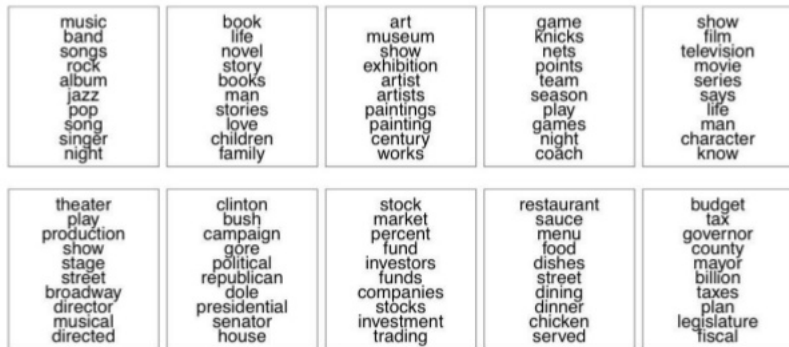 music
band
songs
rock
album
jazz
pop
song
singer
night
book
life
novel
story
books
man
stories
love
children
family
art
museum
show
exhibition
artist
artists
paintings
painting
century
works
game
knicks
nets
points
team
season
play
games
night
coach
show
film
television
movie
series
says
life
man
character
know
theater
play
production
show
stage
street
broadway
director
musical
directed
clinton
bush
campaign
gore
political
republican
dole
presidential
senator
house
stock
market
percent
fund
investors
funds
companies
stocks
investment
trading
restaurant
sauce
menu
food
dishes
street
dining
dinner
chicken
served
budget
tax
governor
county
mayor
billion
taxes
plan
legislature
fiscal